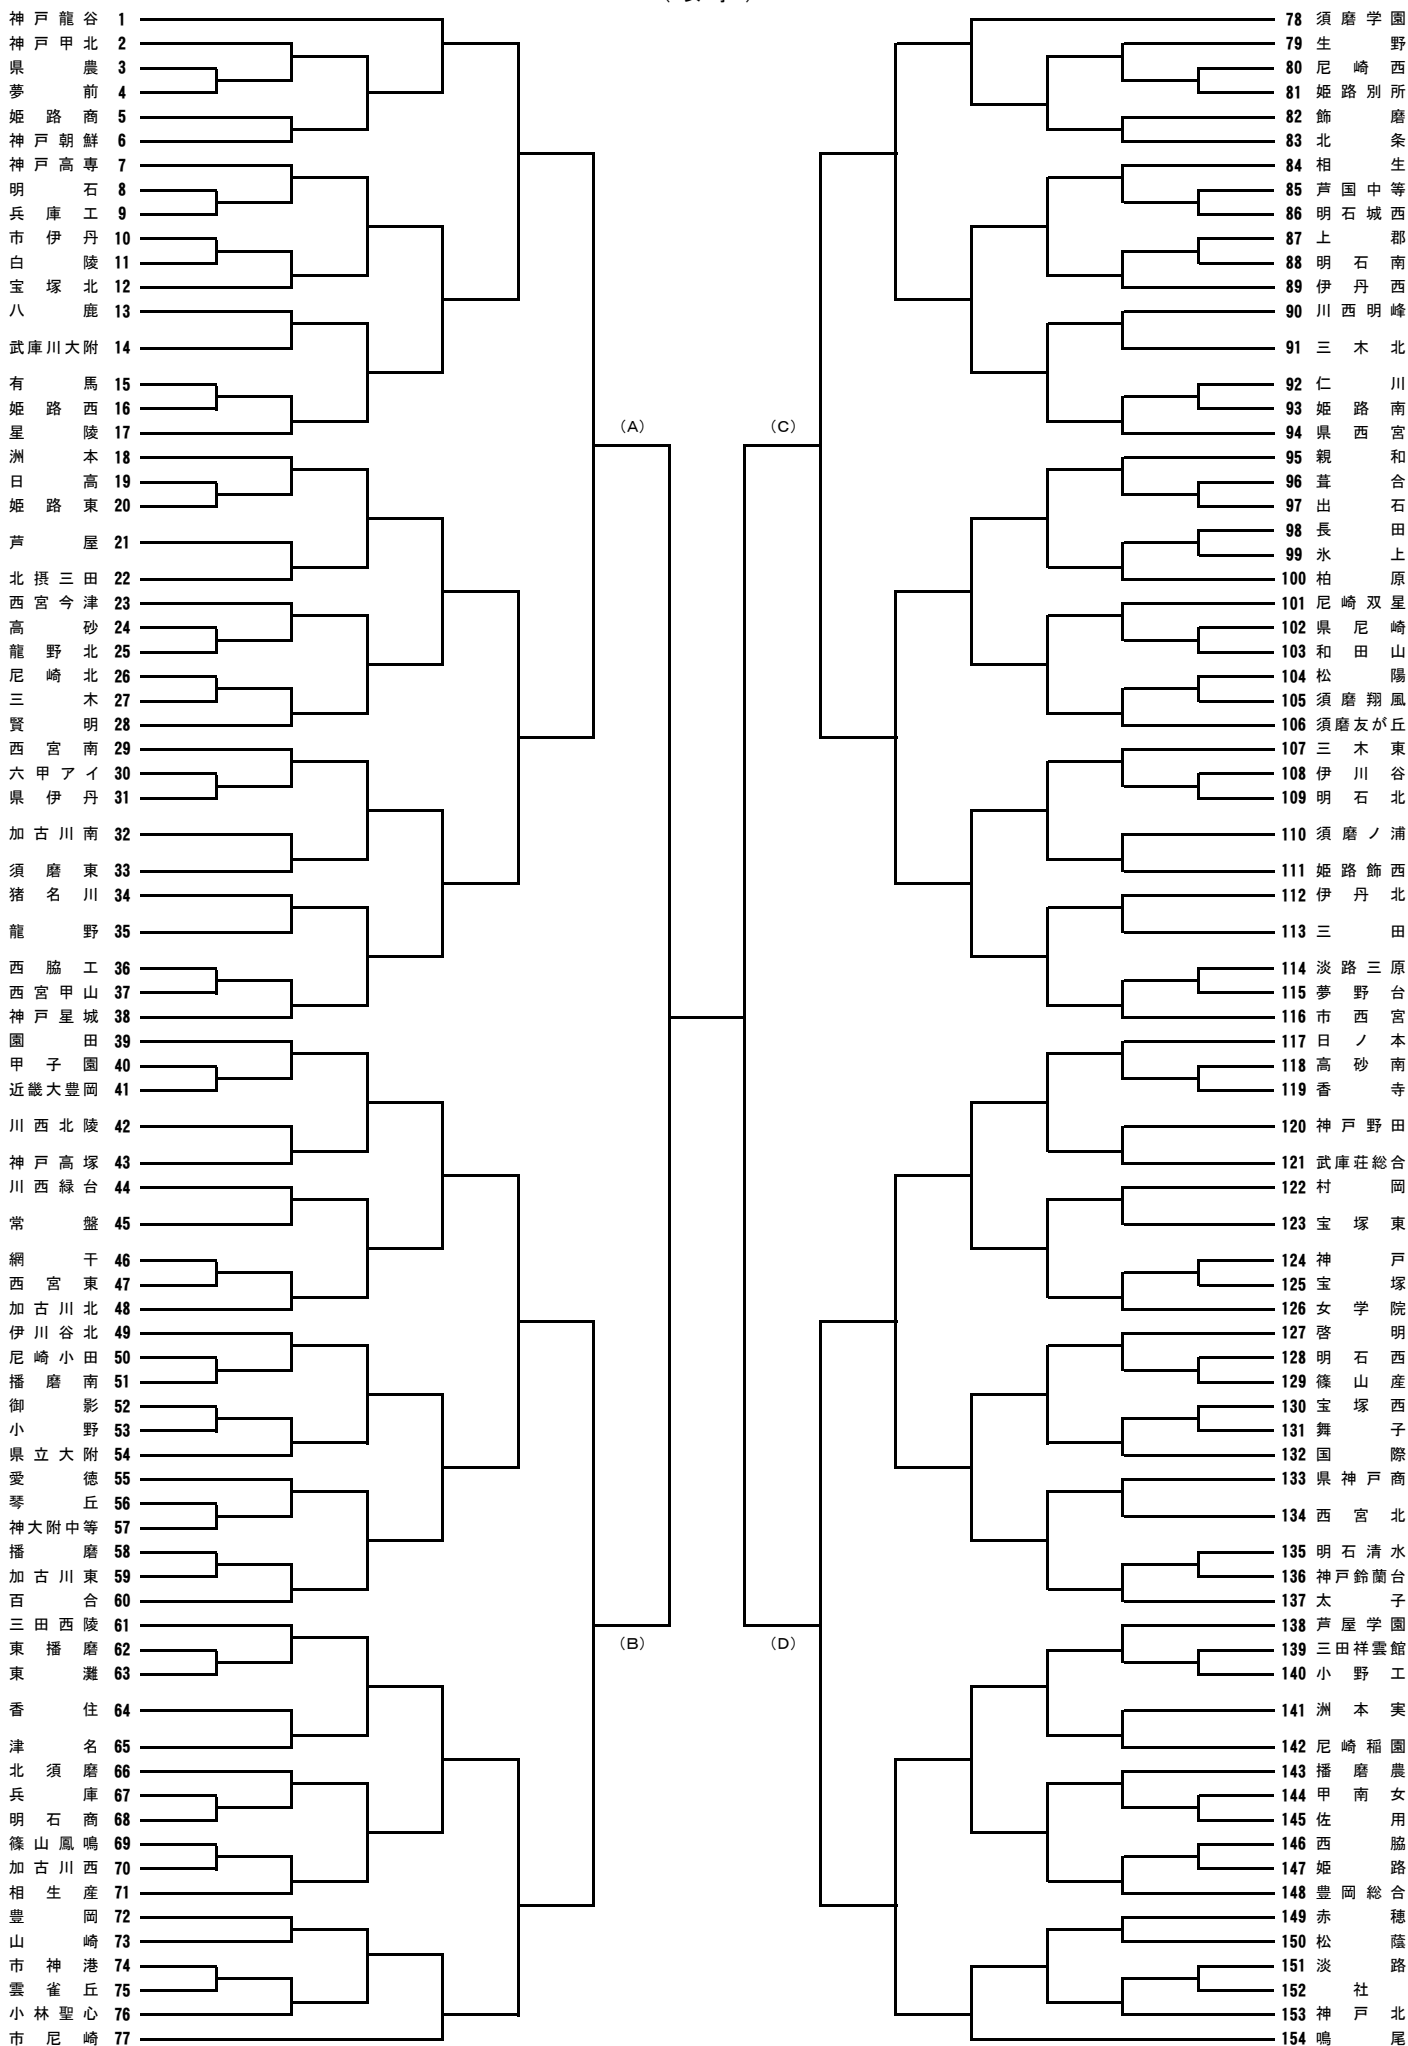 神戸龍谷 1
神戸甲北 2
県農 3
夢前 4
姫路商 5
神戸朝鮮 6
神戸高専 7
明石 8
兵庫工 9
市伊丹 10
白陵 11
宝塚北 12
八鹿 13
武庫川大附 14
有馬 15
姫路西 16
星陵 17
洲本 18
日高 19
姫路東 20
芦屋 21
北摂三田 22
西宮今津 23
高砂 24
龍野北 25
尼崎北 26
三木 27
賢明 28
西宮南 29
六甲アイ 30
県伊丹 31
加古川南 32
須磨東 33
猪名川 34
龍野 35
西脇工 36
西宮甲山 37
神戸星城 38
園田 39
甲子園 40
近畿大豊岡 41
川西北陵 42
神戸高塚 43
川西緑台 44
常盤 45
網干 46
西宮東 47
加古川北 48
伊川谷北 49
尼崎小田 50
播磨南 51
御影 52
小野 53
県立大附 54
愛徳 55
琴丘 56
神大附中等 57
播磨 58
加古川東 59
百合 60
三田西陵 61
東播磨 62
東灘 63
香住 64
津名 65
北須磨 66
兵庫 67
明石商 68
篠山鳳鳴 69
加古川西 70
相生産 71
豊岡 72
山崎 73
市神港 74
雲雀丘 75
小林聖心 76
市尼崎 77
（A）
（B）
（C）
（D）
78 須磨学園
79 生野
80 尼崎西
81 姫路別所
82 飾磨
83 北条
84 相生
85 芦国中等
86 明石城西
87 上郡
88 明石南
89 伊丹西
90 川西明峰
91 三木北
92 仁川
93 姫路南
94 県西宮
95 親和
96 葺合
97 出石
98 長田
99 氷上
100 柏原
101 尼崎双星
102 県尼崎
103 和田山
104 松陽
105 須磨翔風
106 須磨友が丘
107 三木東
108 伊川谷
109 明石北
110 須磨ノ浦
111 姫路飾西
112 伊丹北
113 三田
114 淡路三原
115 夢野台
116 市西宮
117 日ノ本
118 高砂南
119 香寺
120 神戸野田
121 武庫荘総合
122 村岡
123 宝塚東
124 神戸
125 宝塚
126 女学院
127 啓明
128 明石西
129 篠山産
130 宝塚西
131 舞子
132 国際
133 県神戸商
134 西宮北
135 明石清水
136 神戸鈴蘭台
137 太子
138 芦屋学園
139 三田祥雲館
140 小野工
141 洲本実
142 尼崎稲園
143 播磨農
144 甲南女
145 佐用
146 西脇
147 姫路
148 豊岡総合
149 赤穂
150 松蔭
151 淡路
152 社
153 神戸北
154 鳴尾